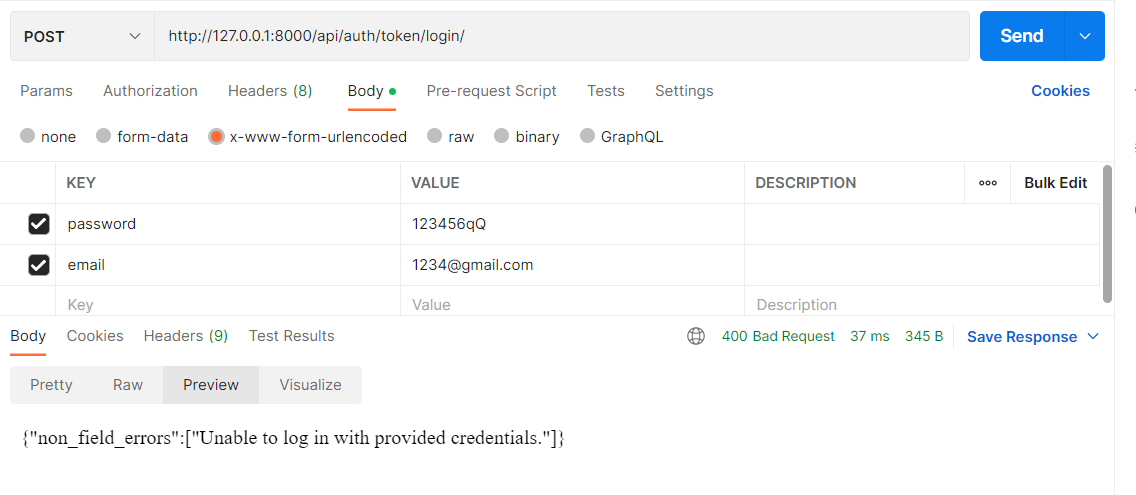 POST http://127.0.0.1:8000/api/auth/token/login/ Send
Params Authorization Headers (8) Body Pre-request Script Tests Settings Cookies
none form-data x-www-form-urlencoded raw binary GraphQL
KEY VALUE DESCRIPTION ooo Bulk Edit
password 123456qQ
email 1234@gmail.com
Key Value Description
Body Cookies Headers (9) Test Results 400 Bad Request 37 ms 345 B Save Response
Pretty Raw Preview Visualize
{"non_field_errors":["Unable to log in with provided credentials."]}